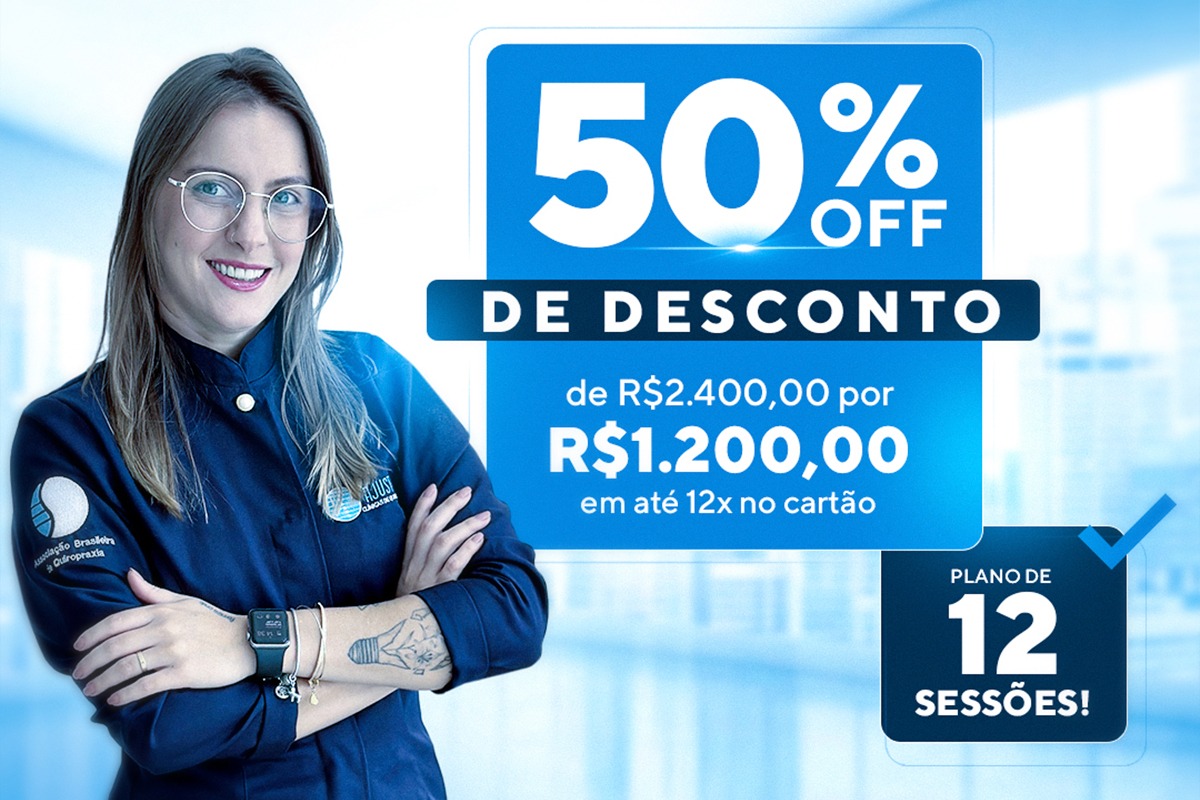 50%
OFF
DE DESCONTO
de R$2.400,00 por
R$1.200,00
em até 12x no cartão
PLANO DE
12
SESSÕES!
Associação Brasileira
de Quiropraxia